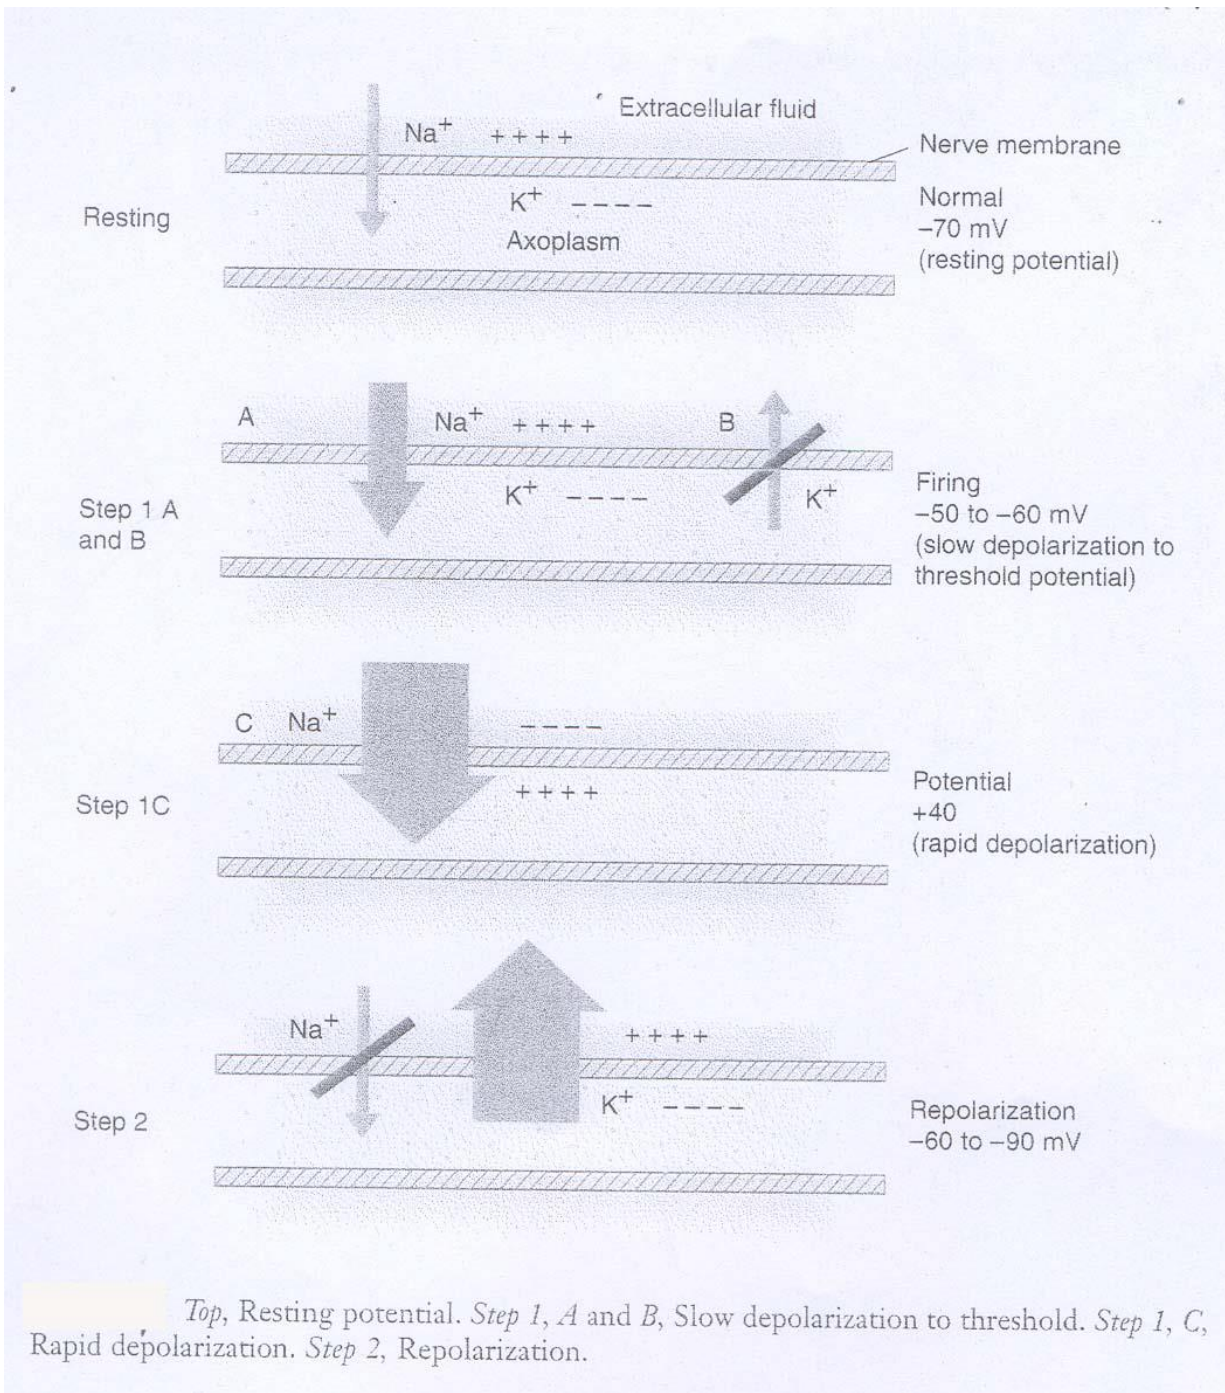 Extracellular fluid
Na+ + + + +
Nerve membrane
Resting
K+ – – – –
Axoplasm
Normal
–70 mV
(resting potential)
A
Na+ + + + +
B
Step 1 A
and B
K+ – – – –
K+
Firing
–50 to –60 mV
(slow depolarization to
threshold potential)
C Na+ – – – –
Step 1C
+ + + +
Potential
+40
(rapid depolarization)
Na+
+ + + +
Step 2
K+ – – – –
Repolarization
–60 to –90 mV
Top, Resting potential. Step 1, A and B, Slow depolarization to threshold. Step 1, C,
Rapid depolarization. Step 2, Repolarization.